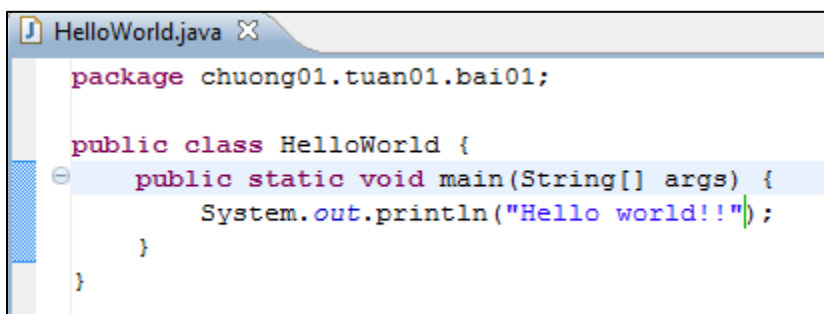 HelloWorld.java
package chuong01.tuan01.bai01;
public class HelloWorld {
public static void main(String[] args) {
System.out.println("Hello world!!");
}
}